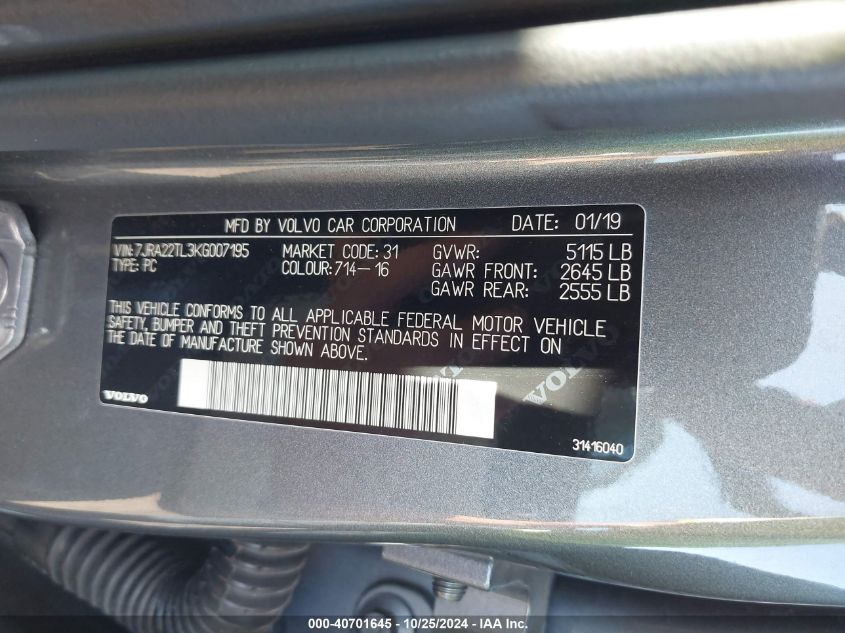 MFD BY VOLVO CAR CORPORATION DATE: 01/19
VIN:7JRA22TL3KG007195 MARKET CODE: 31 GVWR: 5115 LB
TYPE: PC COLOUR:714-16 GAWR FRONT: 2645 LB
GAWR REAR: 2555 LB
THIS VEHICLE CONFORMS TO ALL APPLICABLE FEDERAL MOTOR VEHICLE
SAFETY, BUMPER AND THEFT PREVENTION STANDARDS IN EFFECT ON
THE DATE OF MANUFACTURE SHOWN ABOVE.
VOLVO
VOLVO
31416040
000-40701645 - 10/25/2024 - IAA Inc.